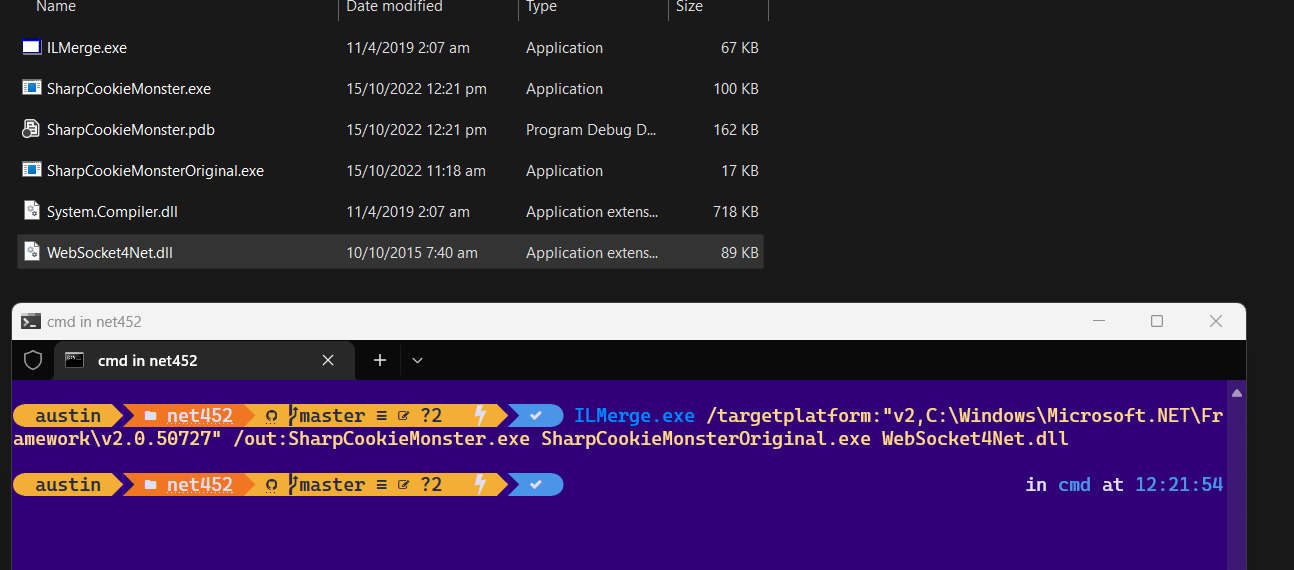 Name Date modified Type Size
ILMerge.exe 11/4/2019 2:07 am Application 67 KB
SharpCookieMonster.exe 15/10/2022 12:21 pm Application 100 KB
SharpCookieMonster.pdb 15/10/2022 12:21 pm Program Debug D... 162 KB
SharpCookieMonsterOriginal.exe 15/10/2022 11:18 am Application 17 KB
System.Compiler.dll 11/4/2019 2:07 am Application extens... 718 KB
WebSocket4Net.dll 10/10/2015 7:40 am Application extens... 89 KB
cmd in net452
cmd in net452
austin net452 master ≡ ?2 ILMerge.exe /targetplatform:"v2,C:\Windows\Microsoft.NET\Fr
amework\v2.0.50727" /out:SharpCookieMonster.exe SharpCookieMonsterOriginal.exe WebSocket4Net.dll
austin net452 master ≡ ?2 in cmd at 12:21:54